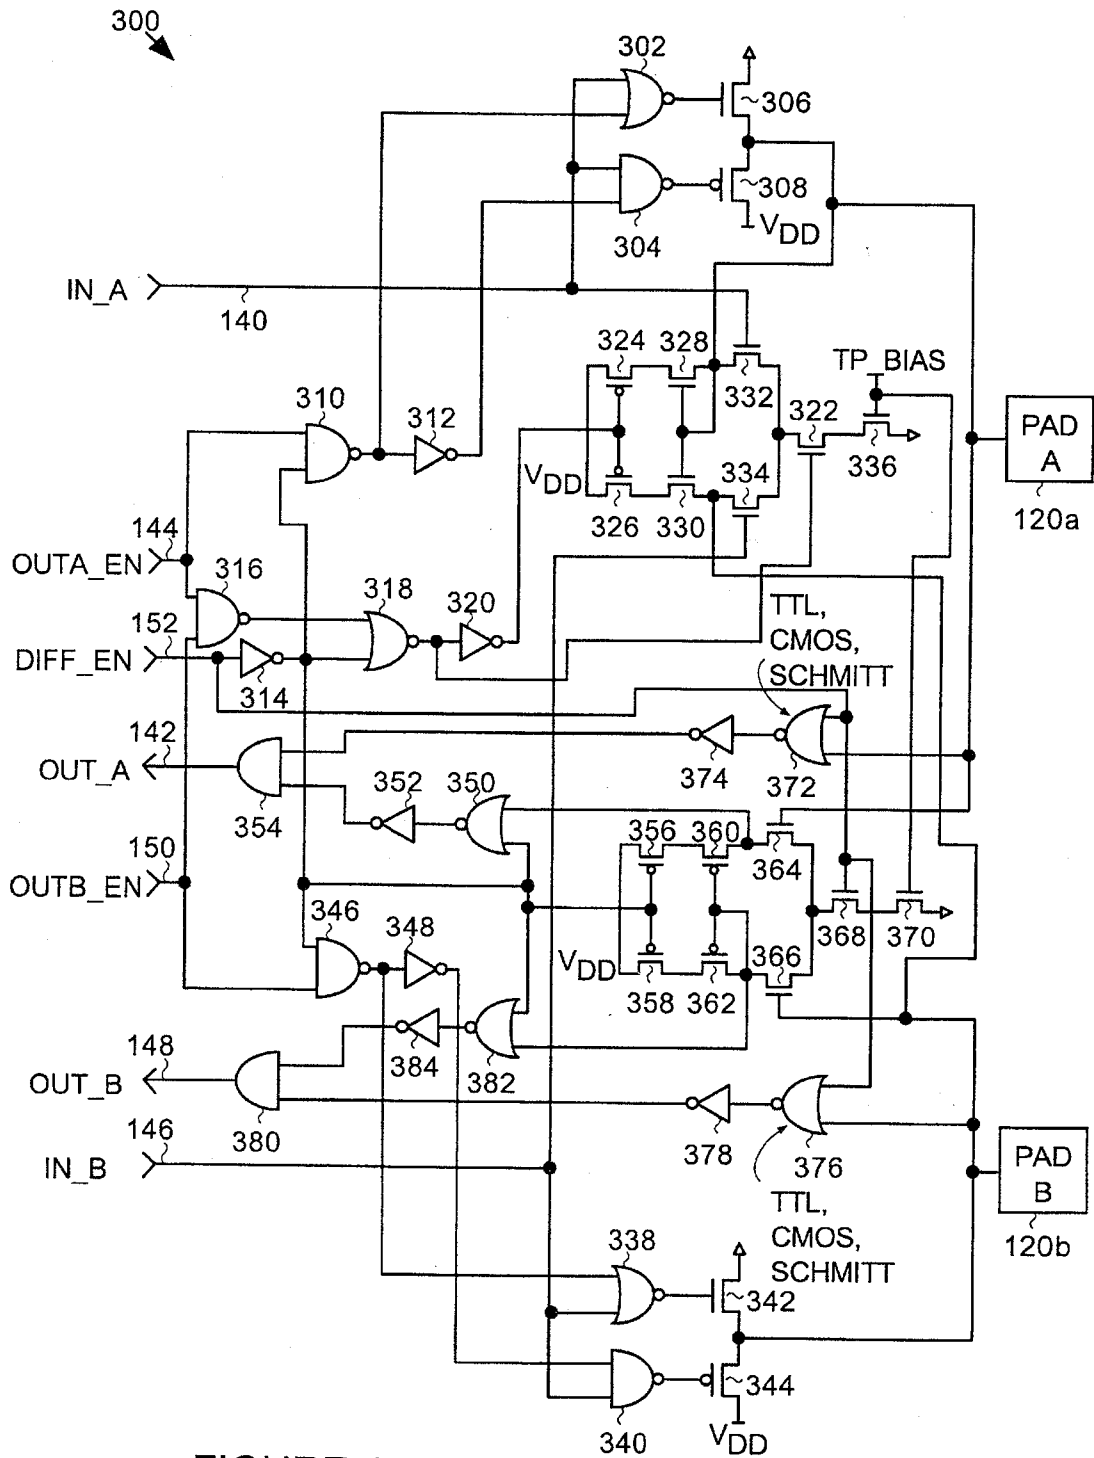 300
302
306
308
304
VDD
IN_A
140
324
328
332
TP_BIAS
322
336
310
312
VDD
334
326
330
PAD
A
120a
144
OUTA_EN
316
318
320
152
DIFF_EN
314
TTL,
CMOS,
SCHMITT
142
OUT_A
354
352
350
374
372
356
360
364
150
OUTB_EN
346
348
VDD
366
368
370
358
362
148
OUT_B
384
382
380
378
376
146
IN_B
PAD
B
120b
TTL,
CMOS,
SCHMITT
338
342
344
340
VDD